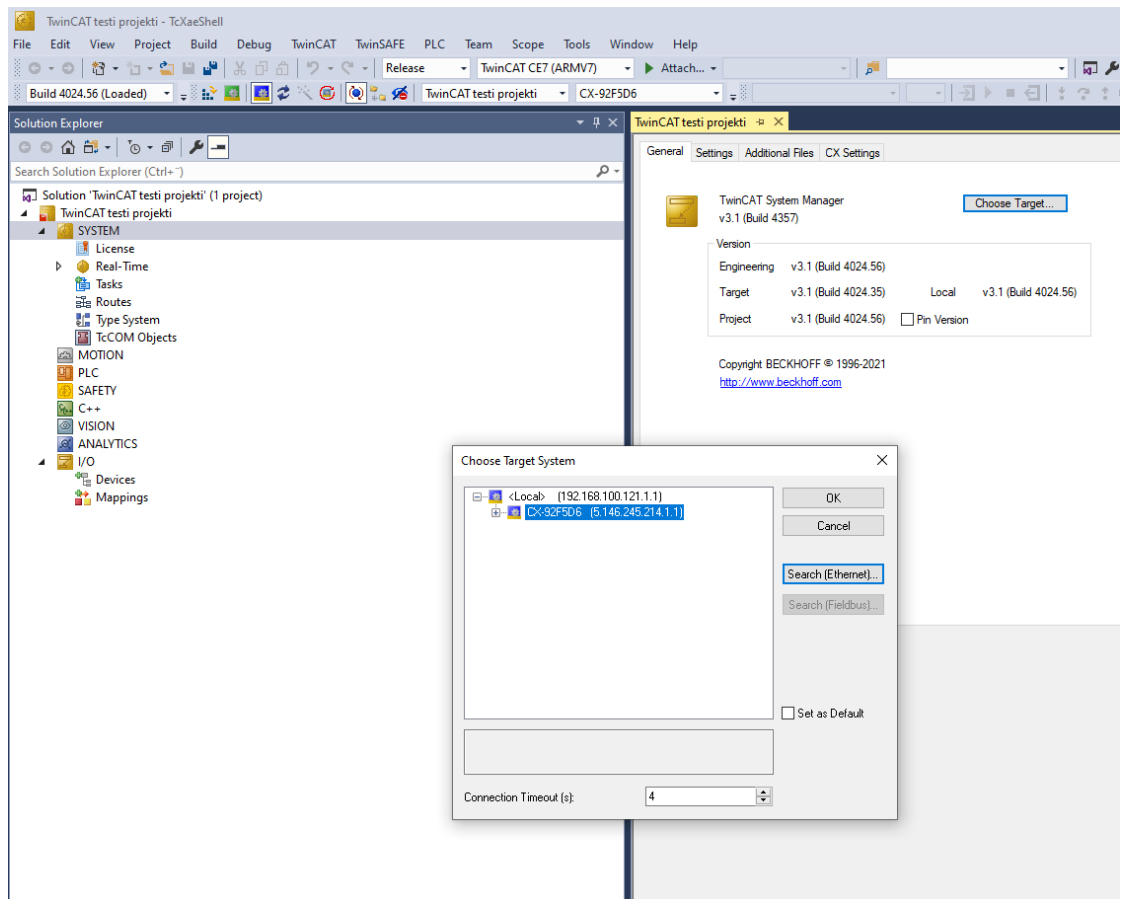 TwinCAT testi projekti - TcXaeShell
File Edit View Project Build Debug TwinCAT TwinSAFE PLC Team Scope Tools Window Help
Release TwinCAT CE7 (ARMV7) Attach...
Build 4024.56 (Loaded) TwinCAT testi projekti CX-92F5D6
Solution Explorer
Search Solution Explorer (Ctrl+¨)
Solution 'TwinCAT testi projekti' (1 project)
TwinCAT testi projekti
SYSTEM
License
Real-Time
Tasks
Routes
Type System
TcCOM Objects
MOTION
PLC
SAFETY
C++
VISION
ANALYTICS
I/O
Devices
Mappings
TwinCAT testi projekti
General Settings Additional Files CX Settings
TwinCAT System Manager
v3.1 (Build 4357)
Choose Target...
Version
Engineering v3.1 (Build 4024.56)
Target v3.1 (Build 4024.35) Local v3.1 (Build 4024.56)
Project v3.1 (Build 4024.56) Pin Version
Copyright BECKHOFF © 1996-2021
http://www.beckhoff.com
Choose Target System
<Local> (192.168.100.121.1.1)
CX-92F5D6 (5.146.245.214.1.1)
OK
Cancel
Search (Ethernet)...
Search (Fieldbus)...
Set as Default
Connection Timeout (s): 4